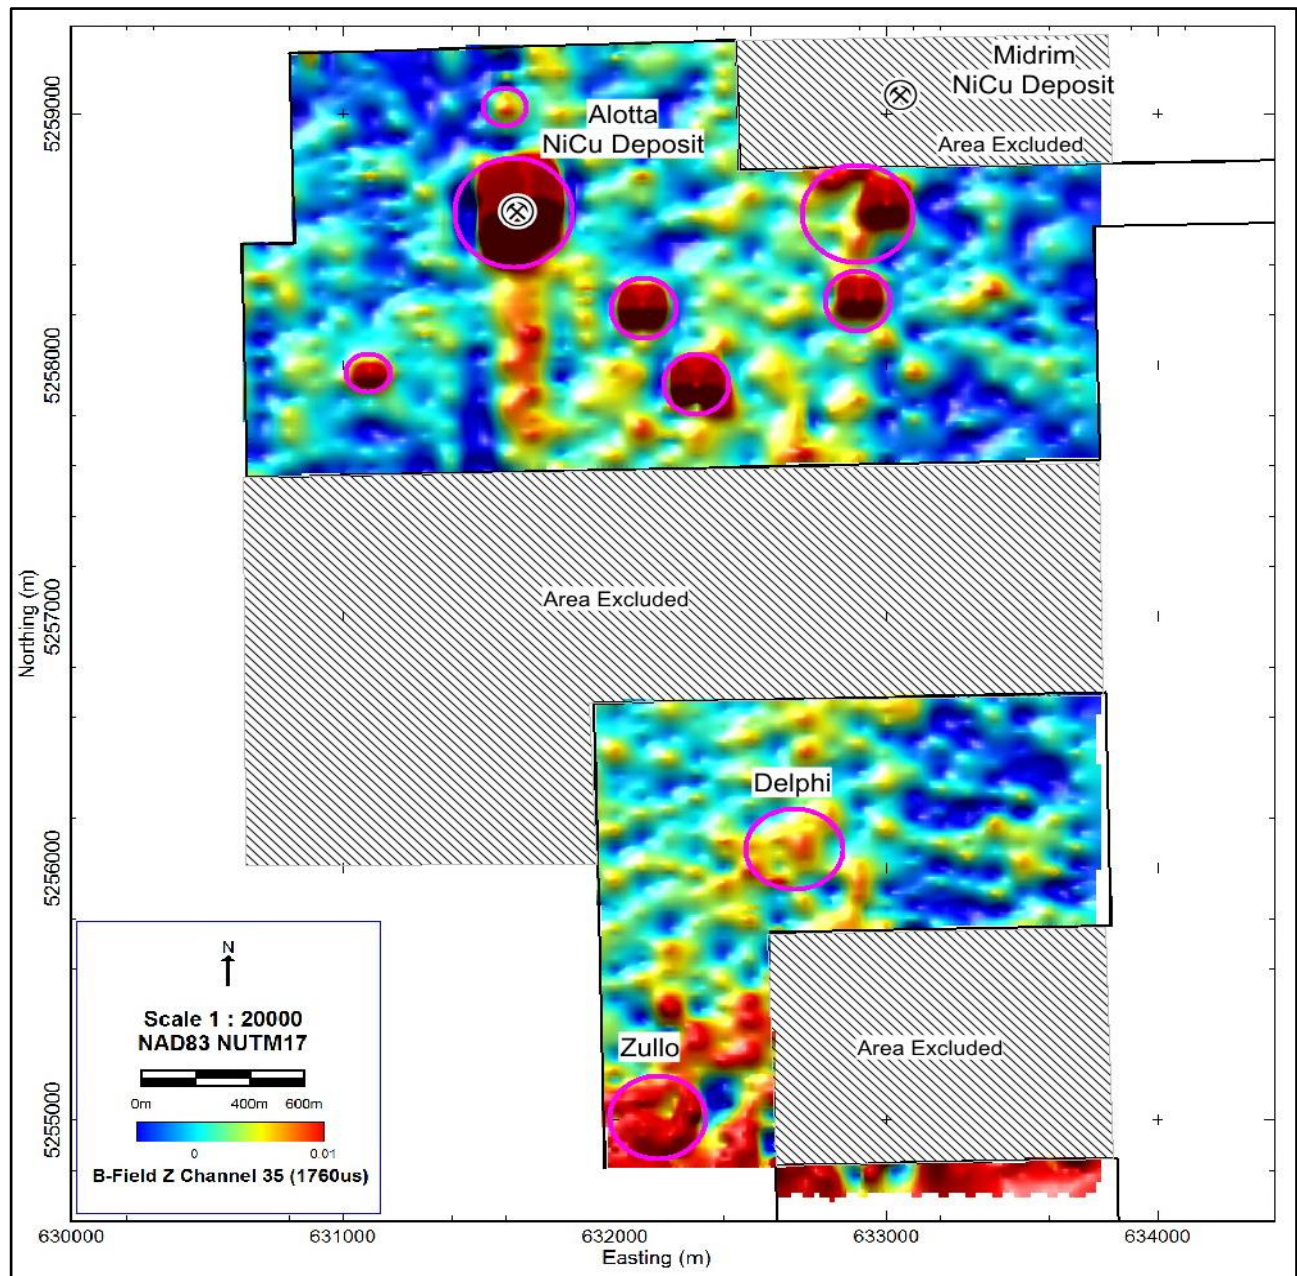 Midrim
NiCu Deposit
Area Excluded
Alotta
NiCu Deposit
5259000
5258000
5257000
5256000
5255000
Northing (m)
Area Excluded
Delphi
Zullo
Area Excluded
N
Scale 1 : 20000
NAD83 NUTM17
0m 400m 600m
0 0.01
B-Field Z Channel 35 (1760us)
630000 631000 632000 633000 634000
Easting (m)